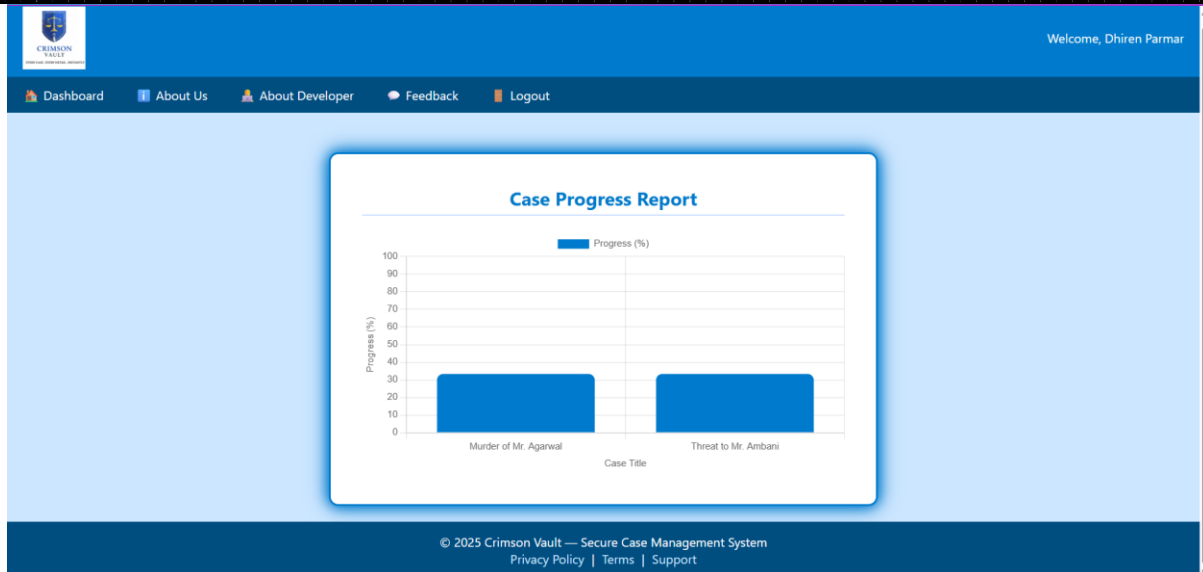 CRIMSON
VAULT
Welcome, Dhiren Parmar
Dashboard About Us About Developer Feedback Logout
Case Progress Report
Progress (%)
100
90
80
70
60
50
40
30
20
10
0
Progress (%)
Murder of Mr. Agarwal Threat to Mr. Ambani
Case Title
© 2025 Crimson Vault — Secure Case Management System
Privacy Policy | Terms | Support